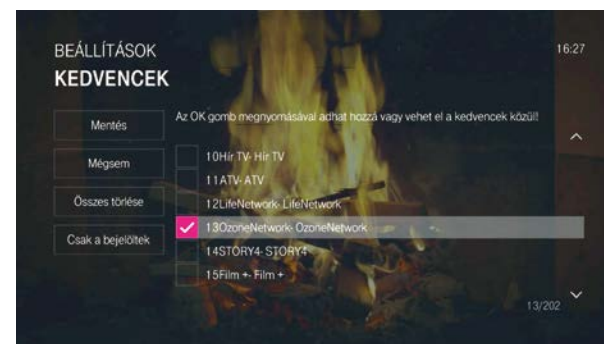 BEÁLLÍTÁSOK
16:27
KEDVENCEK
Az OK gomb megnyomásával adhat hozzá vagy vehet el a kedvencek közül!
Mentés
Mégsem
Összes törlése
Csak a bejelöltek
10Hír TV- Hír TV
11ATV- ATV
12LifeNetwork- LifeNetwork
13OzoneNetwork- OzoneNetwork
14STORY4- STORY4
15Film +- Film +
13/202